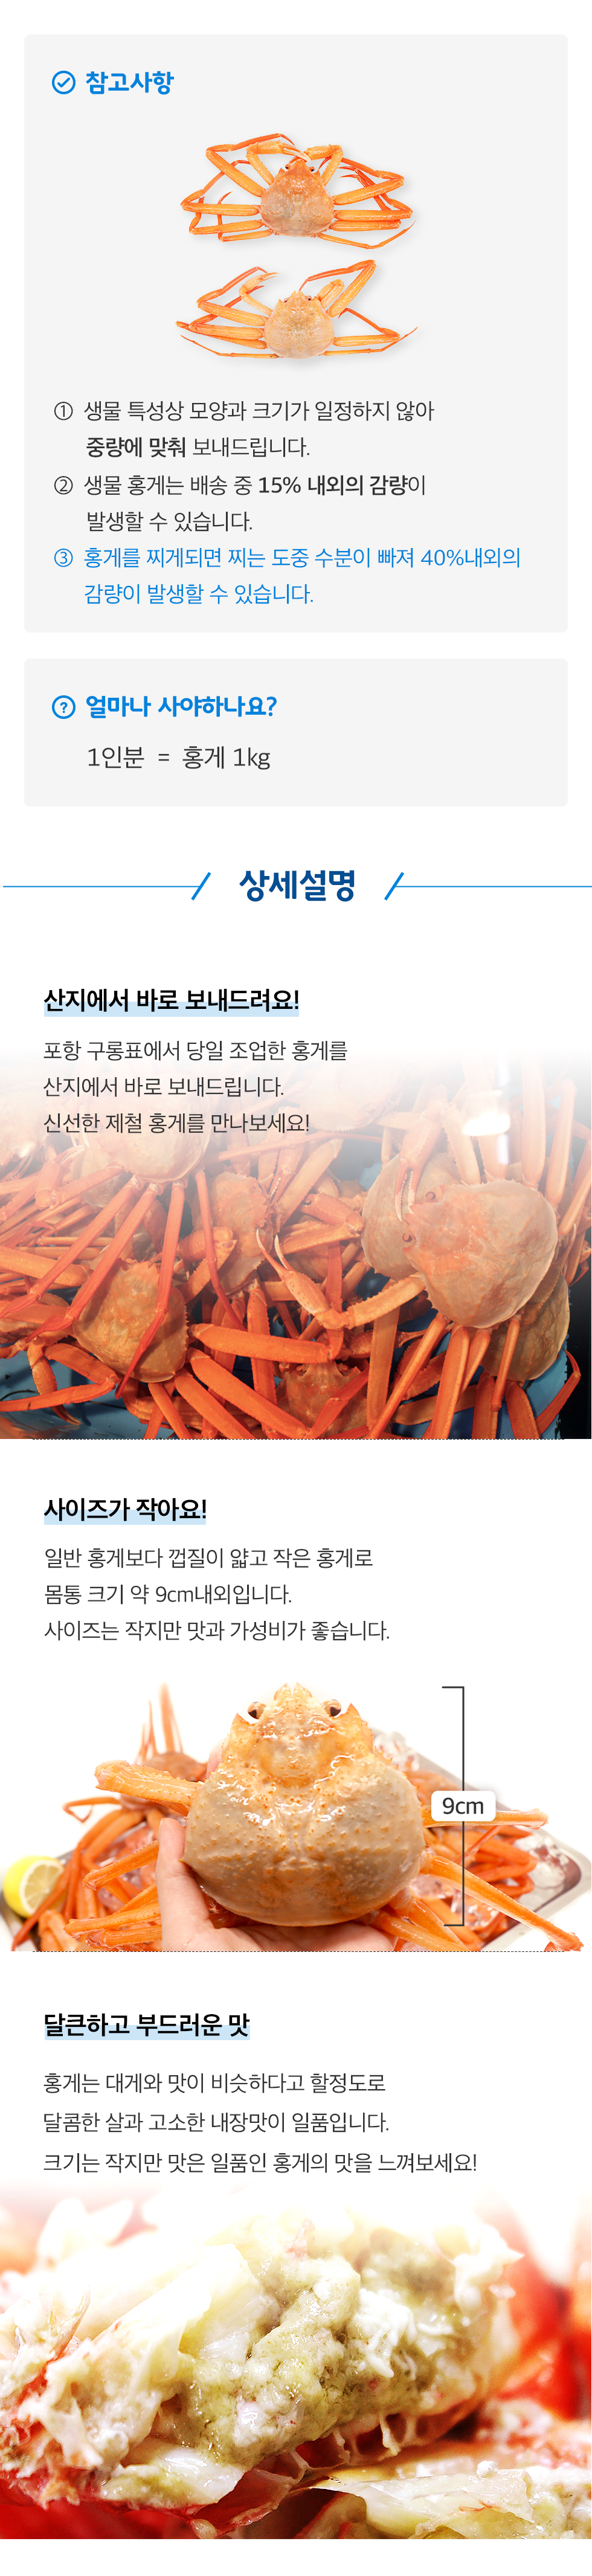 참고사항
① 생물 특성상 모양과 크기가 일정하지 않아
중량에 맞춰 보내드립니다.
② 생물 홍게는 배송 중 15% 내외의 감량이
발생할 수 있습니다.
③ 홍게를 찌게되면 찌는 도중 수분이 빠져 40%내외의
감량이 발생할 수 있습니다.
얼마나 사야하나요?
1인분 = 홍게 1kg
상세설명
산지에서 바로 보내드려요!
포항 구룡표에서 당일 조업한 홍게를
산지에서 바로 보내드립니다.
신선한 제철 홍게를 만나보세요!
사이즈가 작아요!
일반 홍게보다 껍질이 얇고 작은 홍게로
몸통 크기 약 9cm내외입니다.
사이즈는 작지만 맛과 가성비가 좋습니다.
9cm
달큰하고 부드러운 맛
홍게는 대게와 맛이 비슷하다고 할정도로
달콤한 살과 고소한 내장맛이 일품입니다.
크기는 작지만 맛은 일품인 홍게의 맛을 느껴보세요!